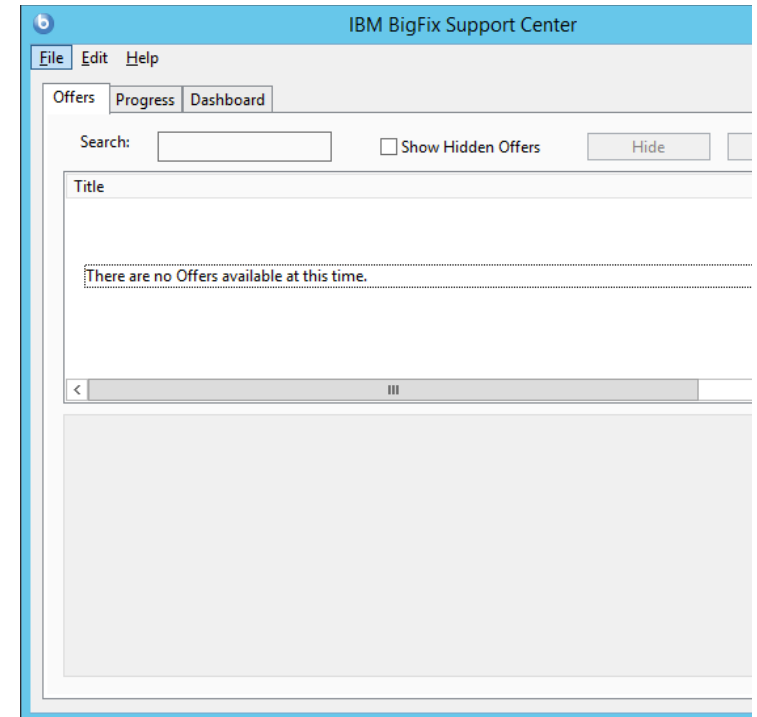 IBM BigFix Support Center
File Edit Help
Offers Progress Dashboard
Search: Show Hidden Offers Hide
Title
There are no Offers available at this time.